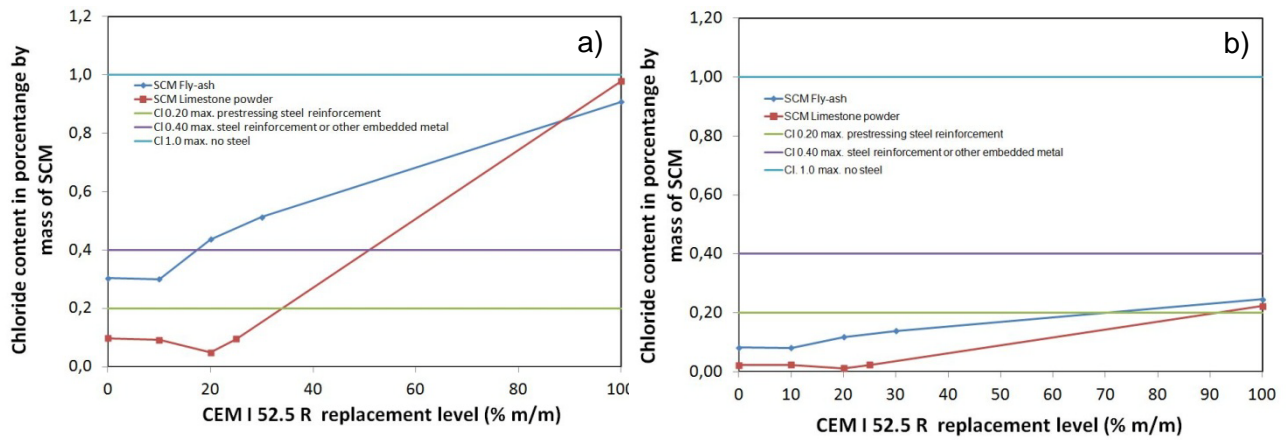 Chloride content in porcentange by
mass of SCM
1,2
1,0
0,8
0,6
0,4
0,2
0,0
a)
SCM Fly-ash
SCM Limestone powder
Cl 0.20 max. prestressing steel reinforcement
Cl 0.40 max. steel reinforcement or other embedded metal
Cl 1.0 max. no steel
0 20 40 60 80 100
CEM I 52.5 R replacement level (% m/m)
Chloride content in porcentange by
mass of SCM
1,20
1,00
0,80
0,60
0,40
0,20
0,00
b)
SCM Fly-ash
SCM Limestone powder
Cl 0.20 max. prestressing steel reinforcement
Cl 0.40 max. steel reinforcement or other embedded metal
Cl. 1.0 max. no steel
0 10 20 30 40 50 60 70 80 90 100
CEM I 52.5 R replacement level (% m/m)